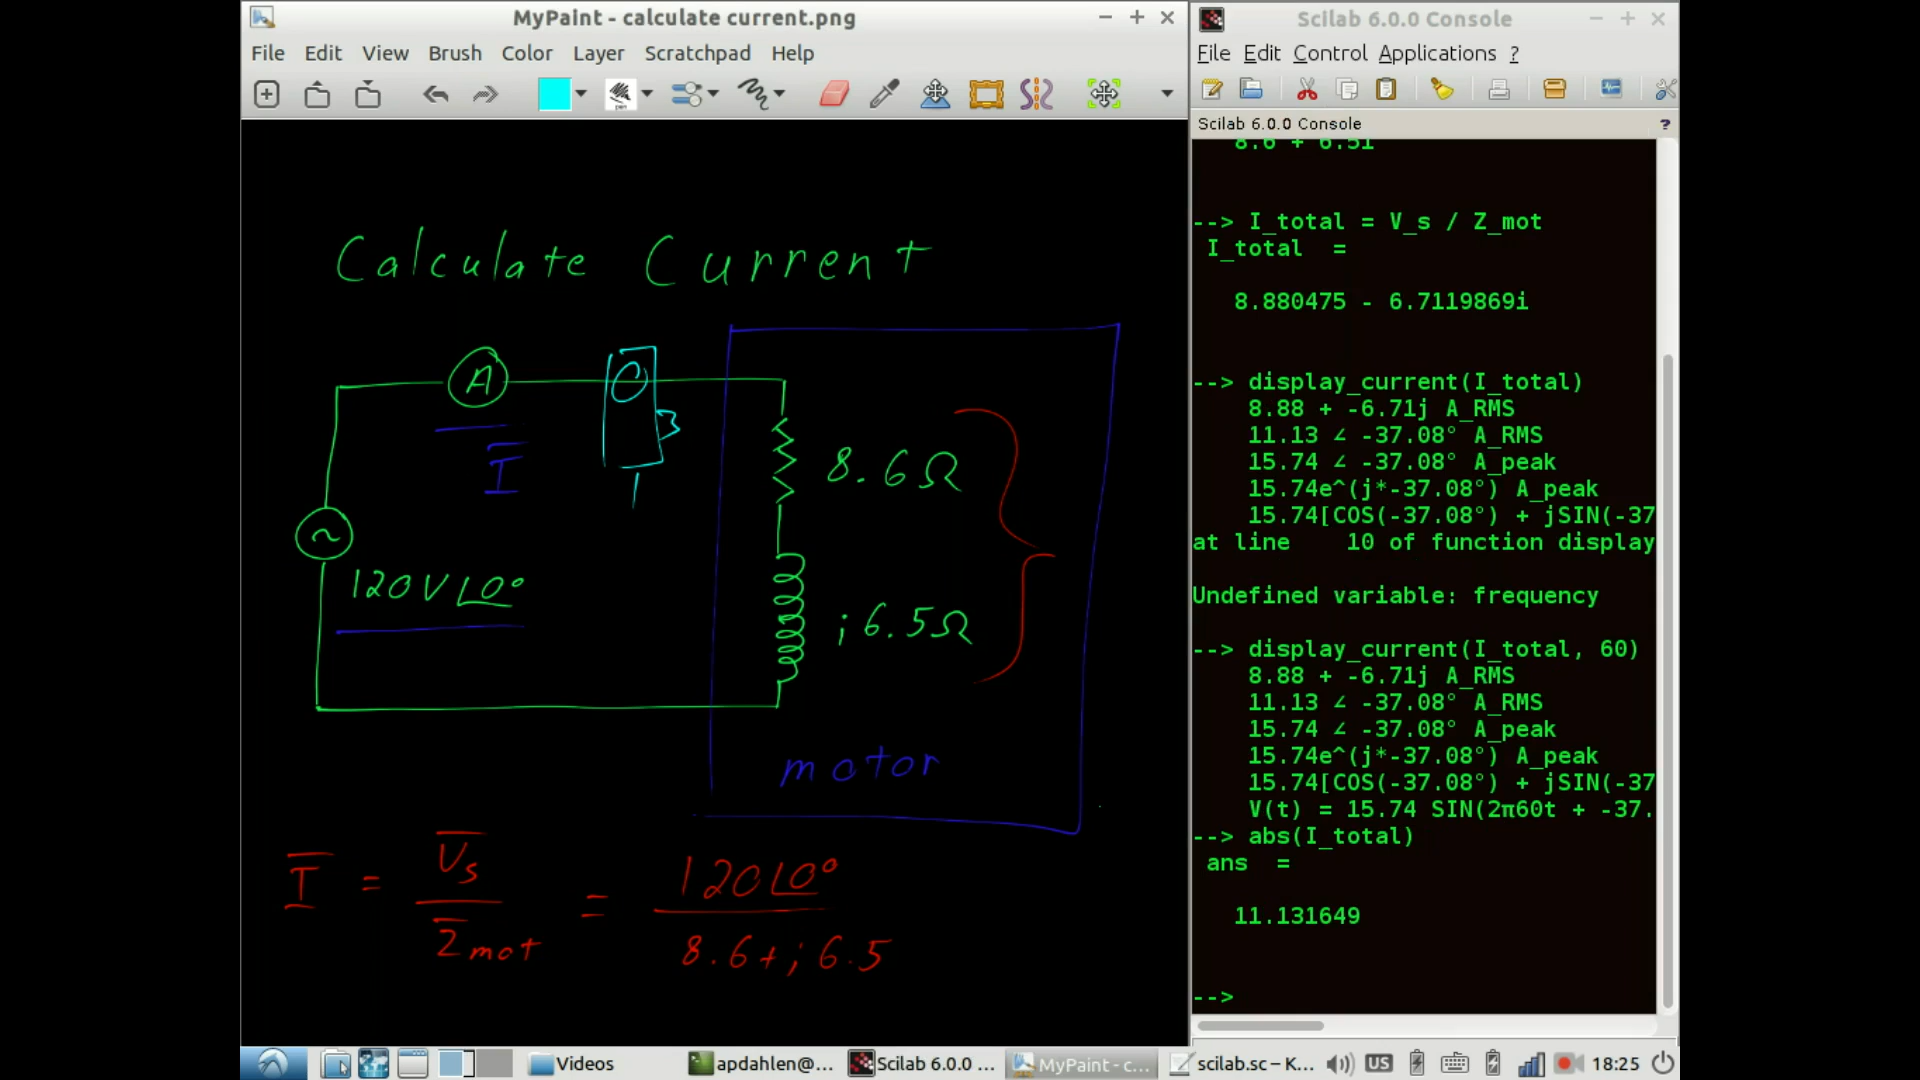 MyPaint - calculate current.png
File Edit View Brush Color Layer Scratchpad Help
Calculate Current
A
I
120V∠0°
8.6Ω
j6.5Ω
motor
I = Vs / Zmot = 120∠0° / 8.6+j6.5
Scilab 6.0.0 Console
File Edit Control Applications ?
Scilab 6.0.0 Console ?
8.6 + 6.5i
--> I_total = V_s / Z_mot
I_total =
8.880475 - 6.7119869i
--> display_current(I_total)
8.88 + -6.71j A_RMS
11.13 ∠ -37.08° A_RMS
15.74 ∠ -37.08° A_peak
15.74e^(j*-37.08°) A_peak
15.74[COS(-37.08°) + jSIN(-37
at line 10 of function display
Undefined variable: frequency
--> display_current(I_total, 60)
8.88 + -6.71j A_RMS
11.13 ∠ -37.08° A_RMS
15.74 ∠ -37.08° A_peak
15.74e^(j*-37.08°) A_peak
15.74[COS(-37.08°) + jSIN(-37
V(t) = 15.74 SIN(2π60t + -37.
--> abs(I_total)
ans =
11.131649
-->
Videos apdahlen@... Scilab 6.0.0 ... MyPaint - c... scilab.sc – K... US 18:25